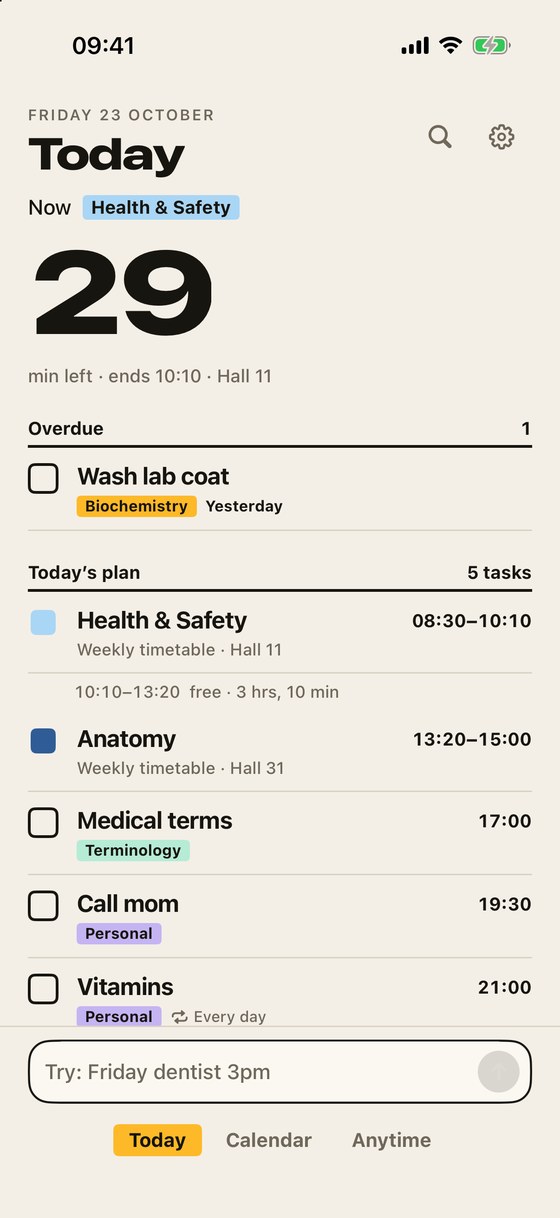 09:41
FRIDAY 23 OCTOBER
Today
Now Health & Safety
29
min left · ends 10:10 · Hall 11
Overdue 1
Wash lab coat
Biochemistry Yesterday
Today’s plan 5 tasks
Health & Safety 08:30–10:10
Weekly timetable · Hall 11
10:10–13:20 free · 3 hrs, 10 min
Anatomy 13:20–15:00
Weekly timetable · Hall 31
Medical terms 17:00
Terminology
Call mom 19:30
Personal
Vitamins 21:00
Personal Every day
Try: Friday dentist 3pm
Today Calendar Anytime